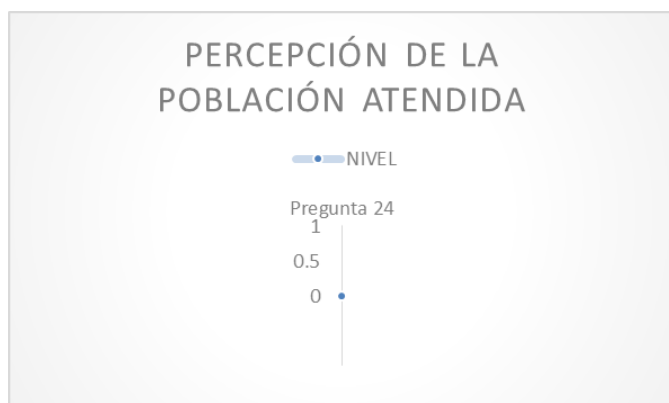 PERCEPCIÓN DE LA
POBLACIÓN ATENDIDA
NIVEL
Pregunta 24
1
0.5
0